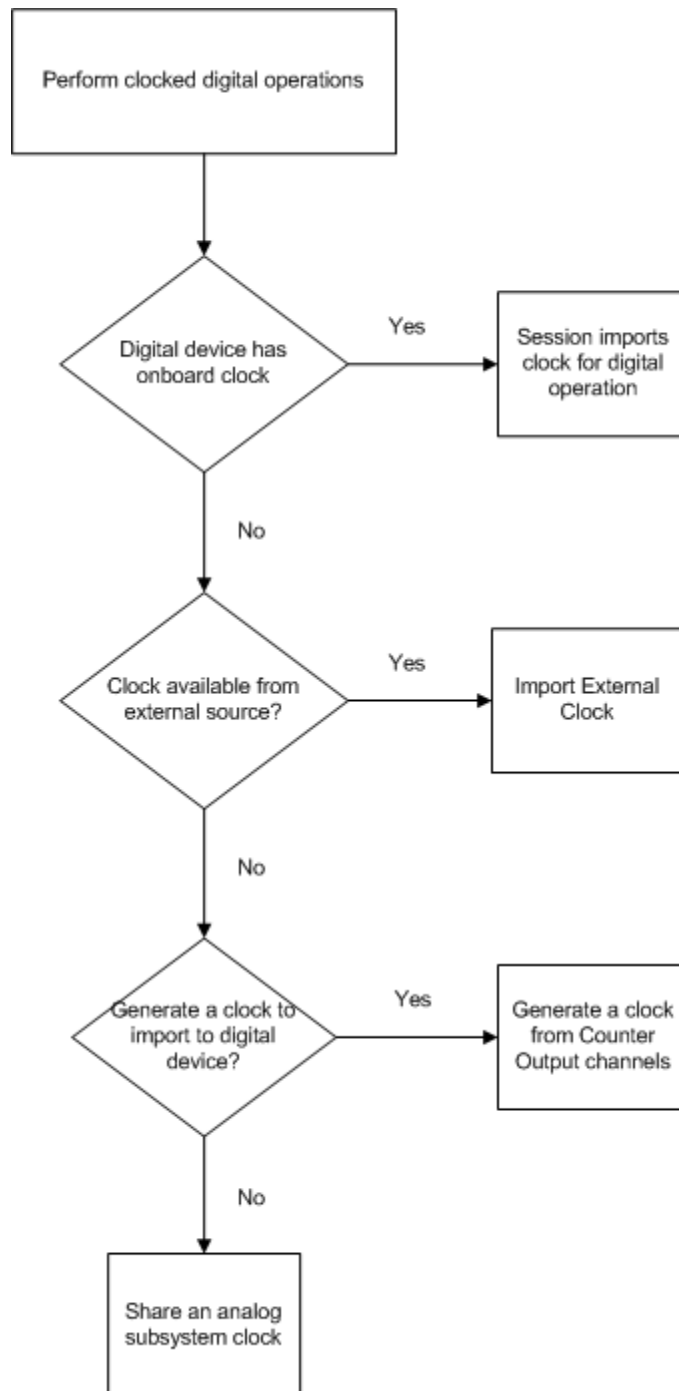 Perform clocked digital operations
Digital device has
onboard clock
Yes
Session imports
clock for digital
operation
No
Clock available from
external source?
Yes
Import External
Clock
No
Generate a clock to
import to digital
device?
Yes
Generate a clock
from Counter
Output channels
No
Share an analog
subsystem clock